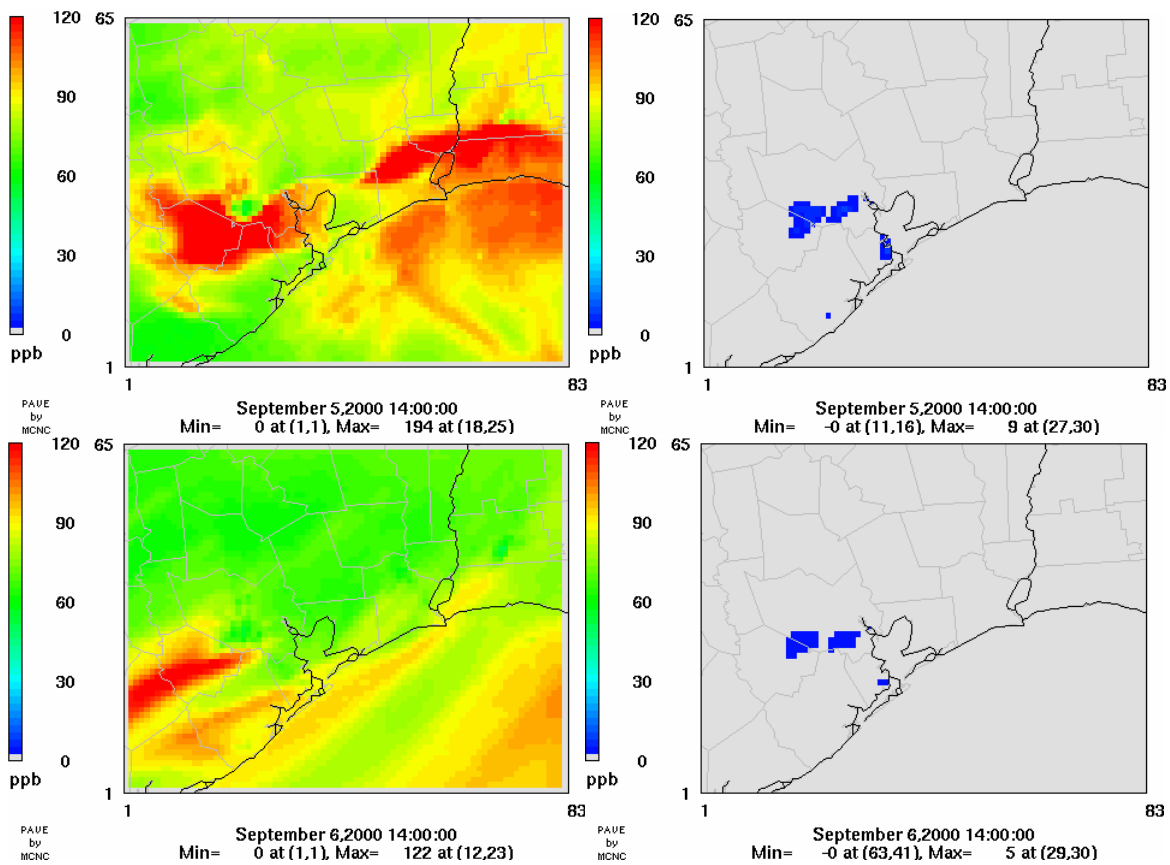 120
90
60
30
0
ppb
PAVE
by
MCNC
65
1
1
83
September 5,2000 14:00:00
Min= 0 at (1,1), Max= 194 at (18,25)
120
90
60
30
0
ppb
PAVE
by
MCNC
65
1
1
83
September 5,2000 14:00:00
Min= -0 at (11,16), Max= 9 at (27,30)
120
90
60
30
0
ppb
PAVE
by
MCNC
65
1
1
83
September 6,2000 14:00:00
Min= 0 at (1,1), Max= 122 at (12,23)
120
90
60
30
0
ppb
PAVE
by
MCNC
65
1
1
83
September 6,2000 14:00:00
Min= -0 at (63,41), Max= 5 at (29,30)